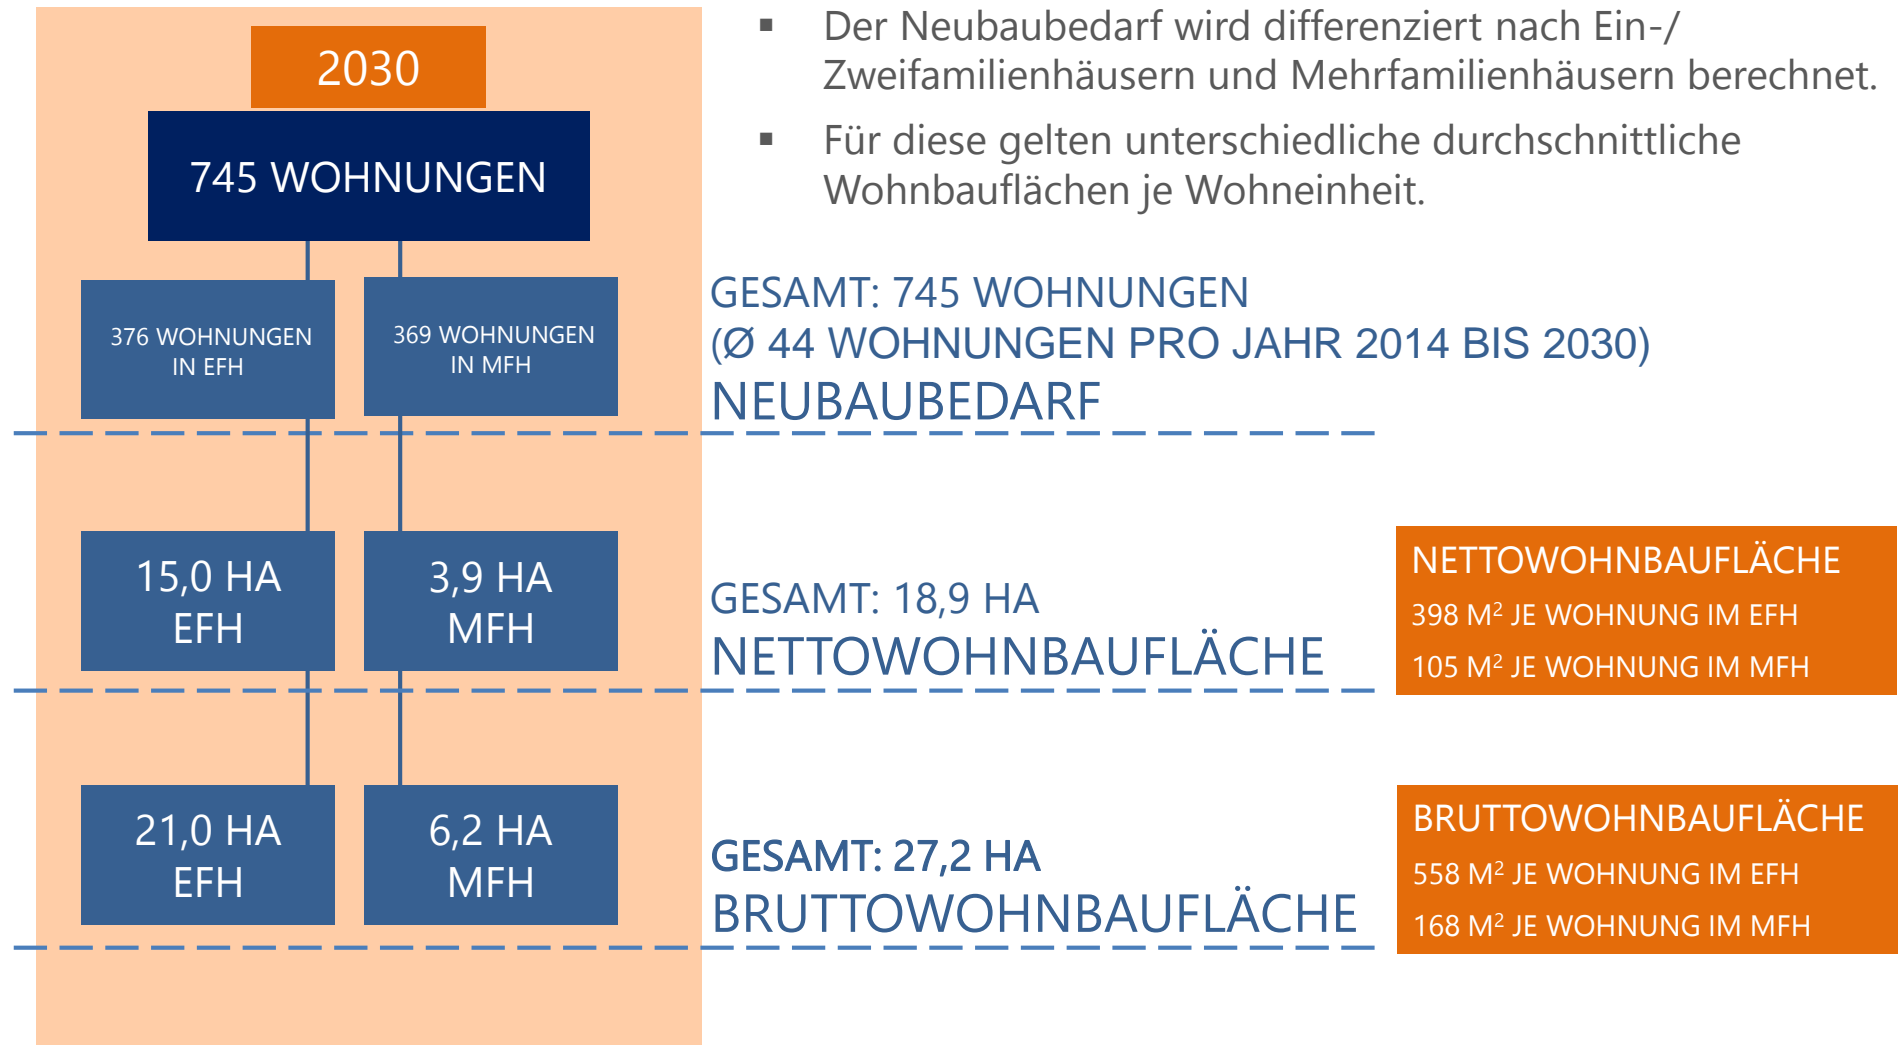 2030
745 WOHNUNGEN
376 WOHNUNGEN
IN EFH
369 WOHNUNGEN
IN MFH
15,0 HA
EFH
3,9 HA
MFH
21,0 HA
EFH
6,2 HA
MFH
▪ Der Neubaubedarf wird differenziert nach Ein-/
Zweifamilienhäusern und Mehrfamilienhäusern berechnet.
▪ Für diese gelten unterschiedliche durchschnittliche
Wohnbauflächen je Wohneinheit.
GESAMT: 745 WOHNUNGEN
(Ø 44 WOHNUNGEN PRO JAHR 2014 BIS 2030)
NEUBAUBEDARF
GESAMT: 18,9 HA
NETTOWOHNBAUFLÄCHE
GESAMT: 27,2 HA
BRUTTOWOHNBAUFLÄCHE
NETTOWOHNBAUFLÄCHE
398 M² JE WOHNUNG IM EFH
105 M² JE WOHNUNG IM MFH
BRUTTOWOHNBAUFLÄCHE
558 M² JE WOHNUNG IM EFH
168 M² JE WOHNUNG IM MFH